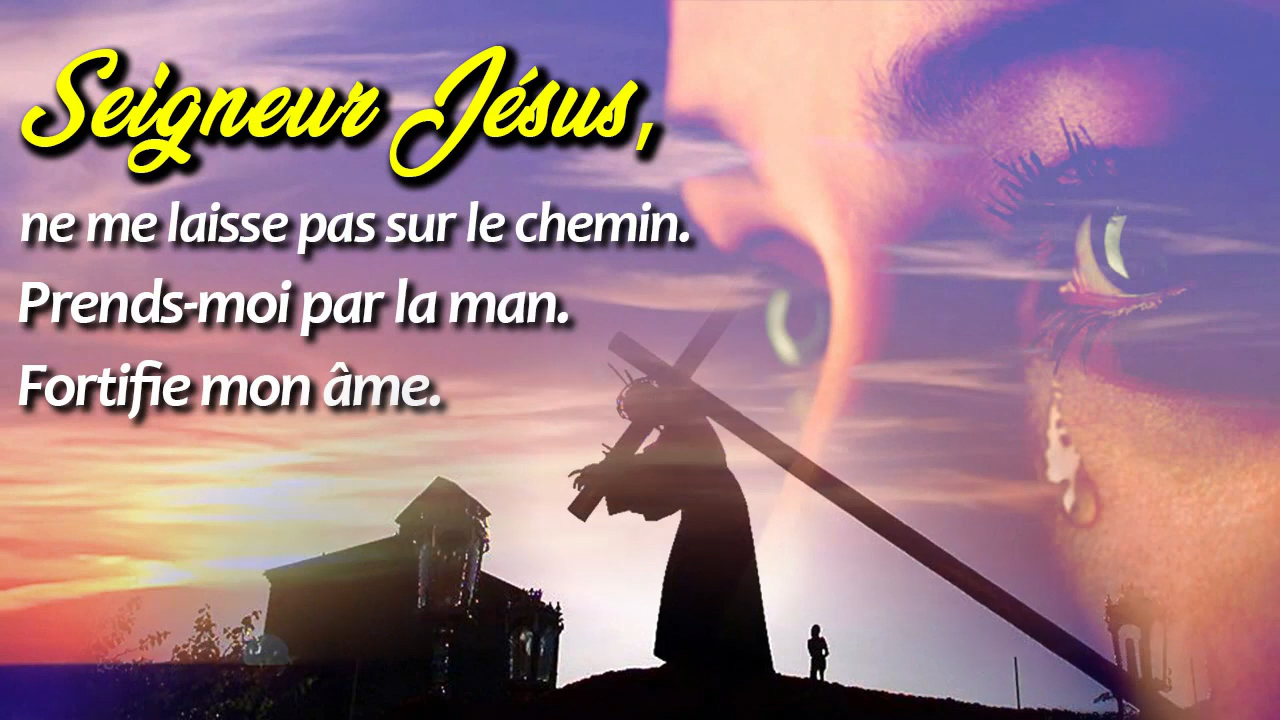 Seigneur Jésus,
ne me laisse pas sur le chemin.
Prends-moi par la man.
Fortifie mon âme.